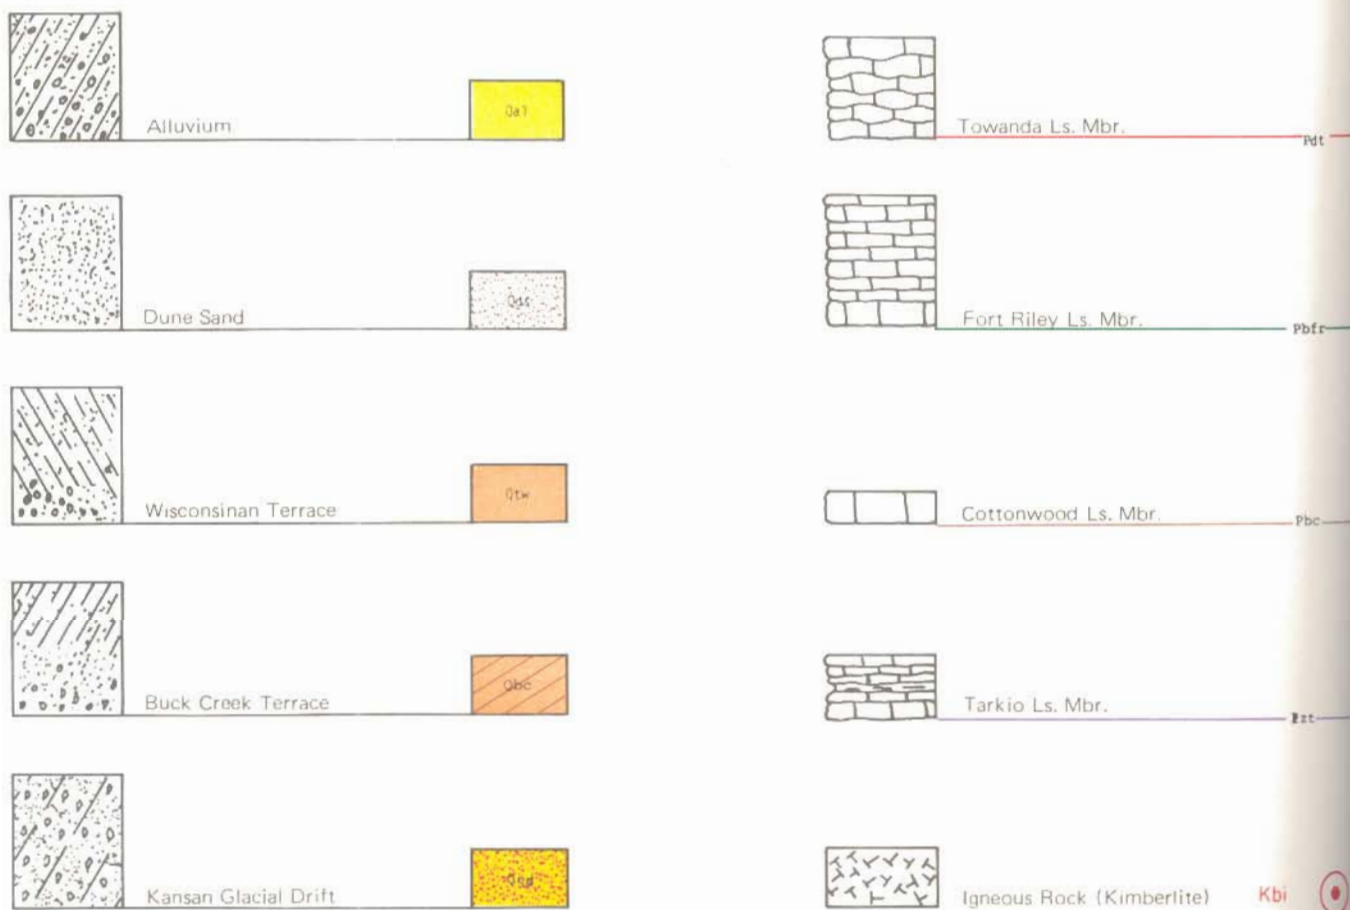 Alluvium
Qal
Dune Sand
Qds
Wisconsinan Terrace
Qtw
Buck Creek Terrace
Qbc
Kansan Glacial Drift
Qgd
Towanda Ls. Mbr.
Pdt
Fort Riley Ls. Mbr.
Pbfr
Cottonwood Ls. Mbr.
Pbc
Tarkio Ls. Mbr.
Igneous Rock (Kimberlite) Kbi